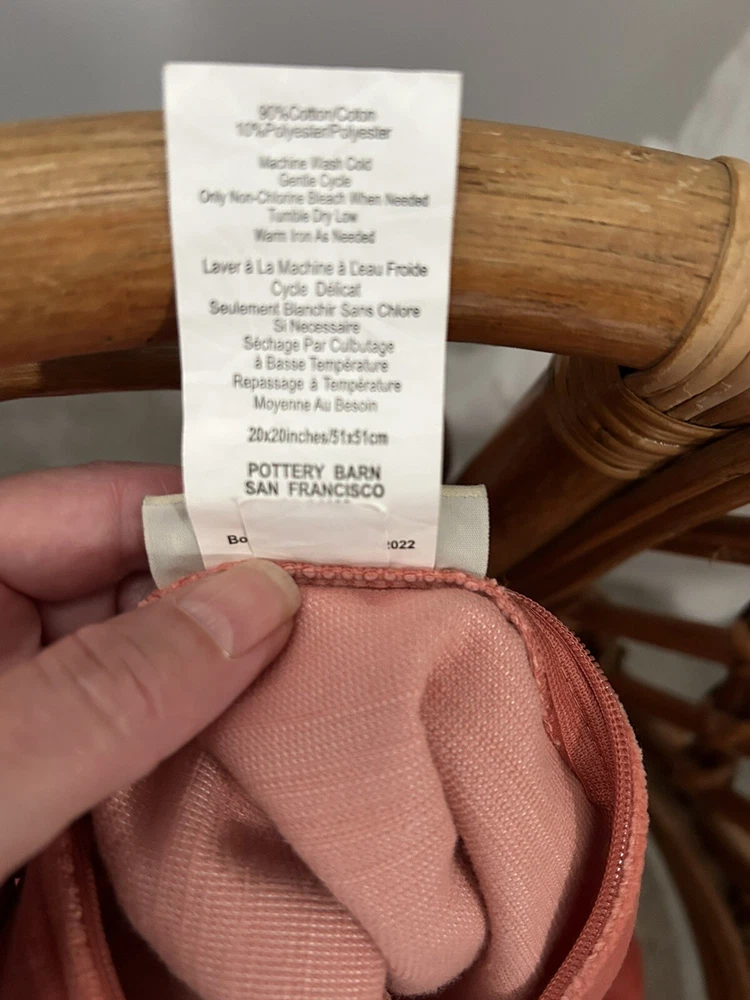 90%Cotton/Coton
10%Polyester/Polyester
Machine Wash Cold
Gentle Cycle
Only Non-Chlorine Bleach When Needed
Tumble Dry Low
Warm Iron As Needed
Laver à La Machine à L'eau Froide
Cycle Délicat
Seulement Blanchir Sans Chlore
Si Necessaire
Séchage Par Culbutage
à Basse Température
Repassage à Température
Moyenne Au Besoin
20x20inches/51x51cm
POTTERY BARN
SAN FRANCISCO
Bo :022